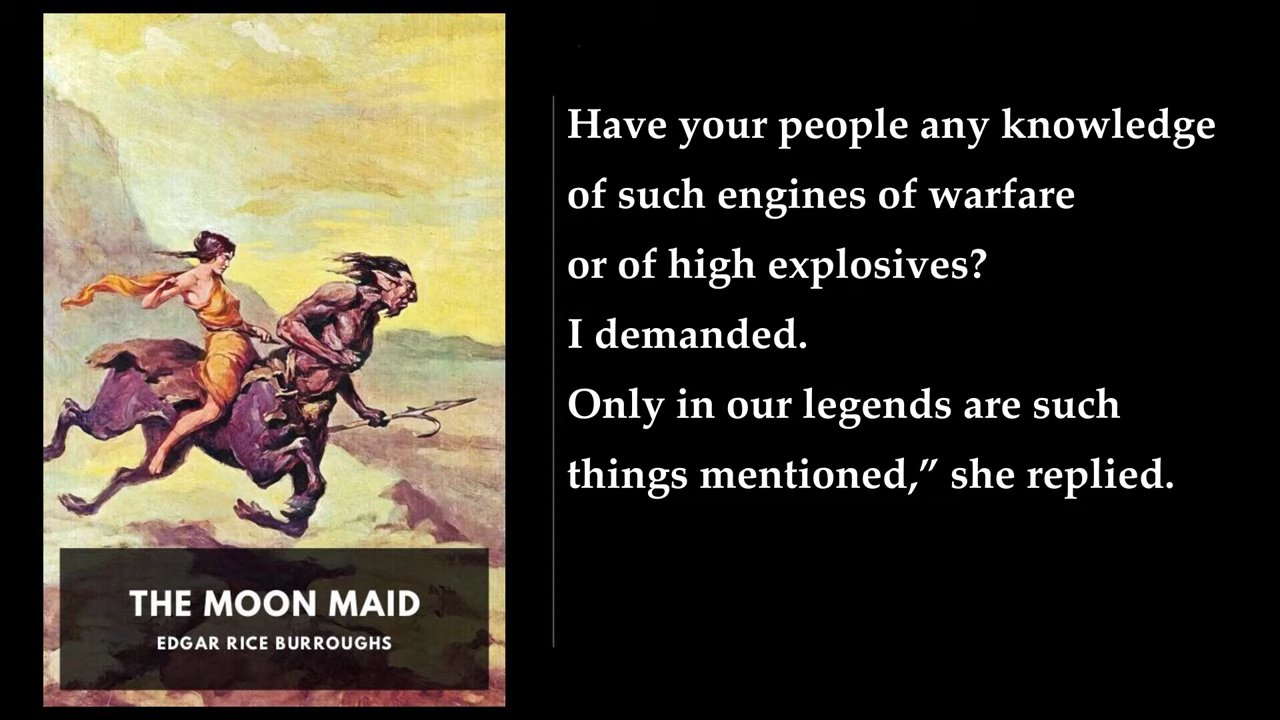 THE MOON MAID
EDGAR RICE BURROUGHS
Have your people any knowledge
of such engines of warfare
or of high explosives?
I demanded.
Only in our legends are such
things mentioned,” she replied.